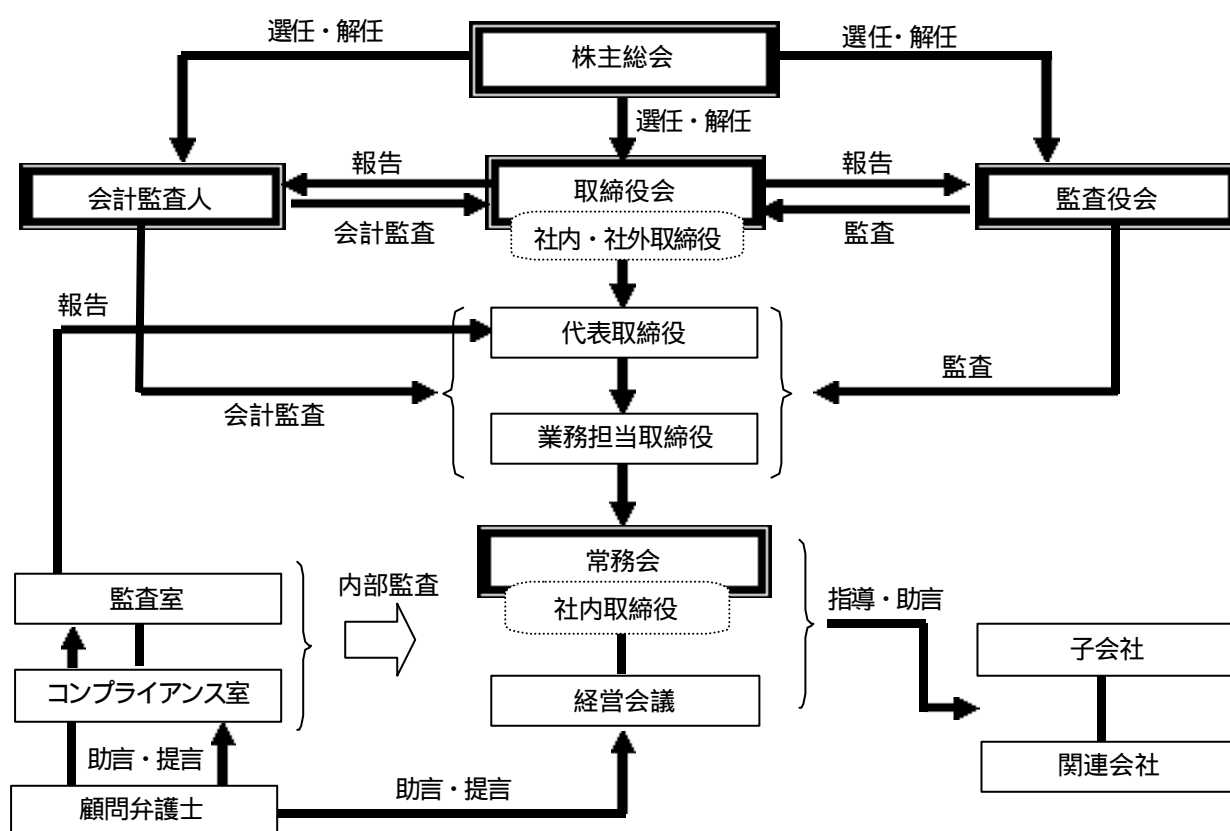 選任・解任
株主総会
選任・解任
選任・解任
会計監査人
報告
会計監査
取締役会
社内・社外取締役
報告
監査
監査役会
報告
代表取締役
監査
会計監査
業務担当取締役
常務会
社内取締役
監査室
内部監査
指導・助言
子会社
コンプライアンス室
経営会議
助言・提言
関連会社
顧問弁護士
助言・提言